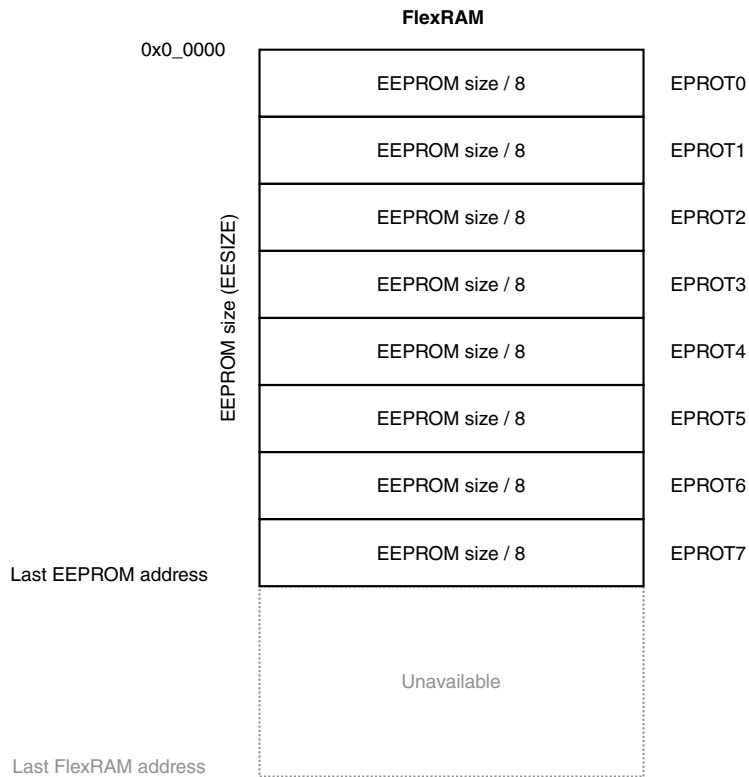 FlexRAM
0x0_0000
EEPROM size / 8
EPROT0
EEPROM size / 8
EPROT1
EEPROM size / 8
EPROT2
EEPROM size / 8
EPROT3
EEPROM size / 8
EPROT4
EEPROM size / 8
EPROT5
EEPROM size / 8
EPROT6
EEPROM size / 8
EPROT7
EEPROM size (EESIZE)
Last EEPROM address
Unavailable
Last FlexRAM address